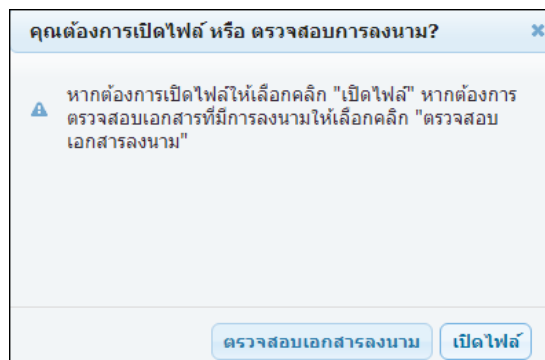 คุณต้องการเปิดไฟล์ หรือ ตรวจสอบการลงนาม?
หากต้องการเปิดไฟล์ให้เลือกคลิก "เปิดไฟล์" หากต้องการ
ตรวจสอบเอกสารที่มีการลงนามให้เลือกคลิก "ตรวจสอบ
เอกสารลงนาม"
ตรวจสอบเอกสารลงนาม เปิดไฟล์